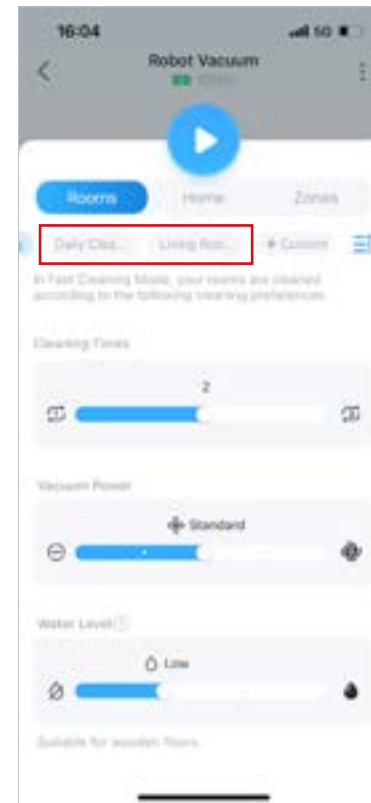 16:04 5G
Robot Vacuum
Rooms Home Zones
Daily Clea... Living Roo... + Custom
In Fast Cleaning Mode, your rooms are cleaned
according to the following cleaning preferences.
Cleaning Times
2
Vacuum Power
Standard
Water Level
Low
Suitable for wooden floors.